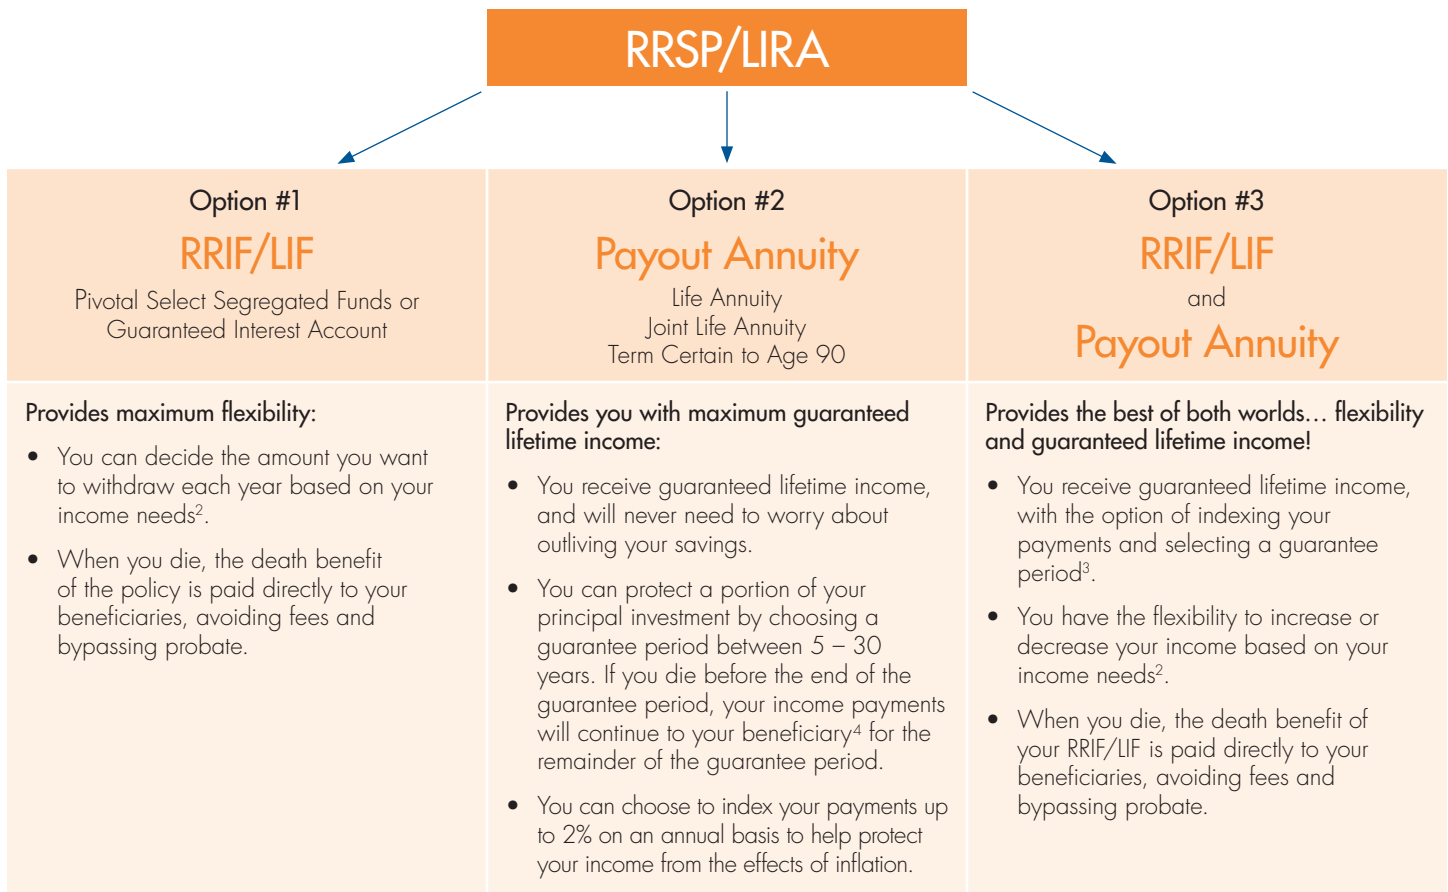 RRSP/LIRA
Option #1
RRIF/LIF
Pivotal Select Segregated Funds or
Guaranteed Interest Account
Provides maximum flexibility:
• You can decide the amount you want
to withdraw each year based on your
income needs².
• When you die, the death benefit
of the policy is paid directly to your
beneficiaries, avoiding fees and
bypassing probate.
Option #2
Payout Annuity
Life Annuity
Joint Life Annuity
Term Certain to Age 90
Provides you with maximum guaranteed
lifetime income:
• You receive guaranteed lifetime income,
and will never need to worry about
outliving your savings.
• You can protect a portion of your
principal investment by choosing a
guarantee period between 5 – 30
years. If you die before the end of the
guarantee period, your income payments
will continue to your beneficiary⁴ for the
remainder of the guarantee period.
• You can choose to index your payments up
to 2% on an annual basis to help protect
your income from the effects of inflation.
Option #3
RRIF/LIF
and
Payout Annuity
Provides the best of both worlds... flexibility
and guaranteed lifetime income!
• You receive guaranteed lifetime income,
with the option of indexing your
payments and selecting a guarantee
period³.
• You have the flexibility to increase or
decrease your income based on your
income needs².
• When you die, the death benefit of
your RRIF/LIF is paid directly to your
beneficiaries, avoiding fees and
bypassing probate.